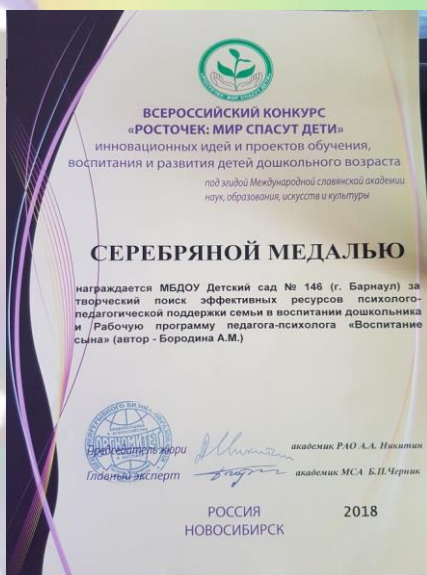 ВСЕРОССИЙСКИЙ КОНКУРС
«РОСТОЧЕК: МИР СПАСУТ ДЕТИ»
инновационных идей и проектов обучения,
воспитания и развития детей дошкольного возраста
под эгидой Международной славянской академии
наук, образования, искусств и культуры
СЕРЕБРЯНОЙ МЕДАЛЬЮ
награждается МБДОУ Детский сад № 146 (г. Барнаул) за
творческий поиск эффективных ресурсов психолого-
педагогической поддержки семьи в воспитании дошкольника
и Рабочую программу педагога-психолога «Воспитание
сына» (автор - Бородина А.М.)
ОРГКОМИТЕТ
Председатель жюри академик РАО А.А. Никитин
Главный эксперт академик МСА Б.П.Черник
РОССИЯ 2018
НОВОСИБИРСК